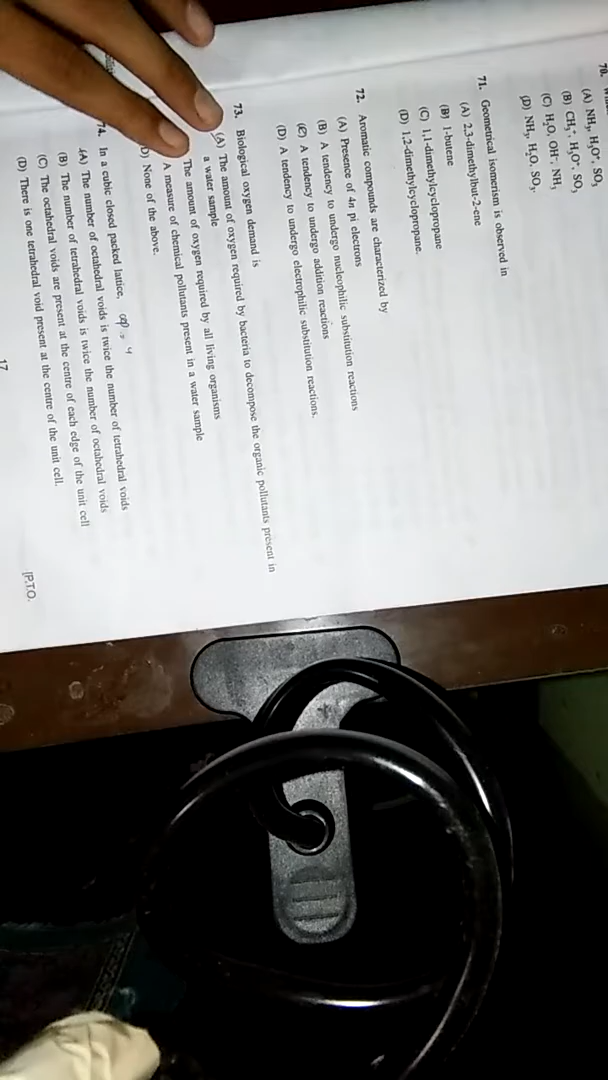 70.
(A) NH₃, H₃O⁺, SO₃
(B) CH₃⁻, H₃O⁺, SO₃
(C) H₂O, OH⁻, NH₃
(D) NH₃, H₂O, SO₃.
71. Geometrical isomerism is observed in
(A) 2,3-dimethylbut-2-ene
(B) 1-butene
(C) 1,1-dimethylcyclopropane
(D) 1,2-dimethylcyclopropane.
72. Aromatic compounds are characterized by
(A) Presence of 4n pi electrons
(B) A tendency to undergo nucleophilic substitution reactions
(C) A tendency to undergo addition reactions
(D) A tendency to undergo electrophilic substitution reactions.
73. Biological oxygen demand is
(A) The amount of oxygen required by bacteria to decompose the organic pollutants present in
a water sample
The amount of oxygen required by all living organisms
A measure of chemical pollutants present in a water sample
D) None of the above.
74. In a cubic closed packed lattice,
(A) The number of octahedral voids is twice the number of tetrahedral voids
(B) The number of tetrahedral voids is twice the number of octahedral voids
(C) The octahedral voids are present at the centre of each edge of the unit cell
(D) There is one tetrahedral void present at the centre of the unit cell.
17
[P.T.O.